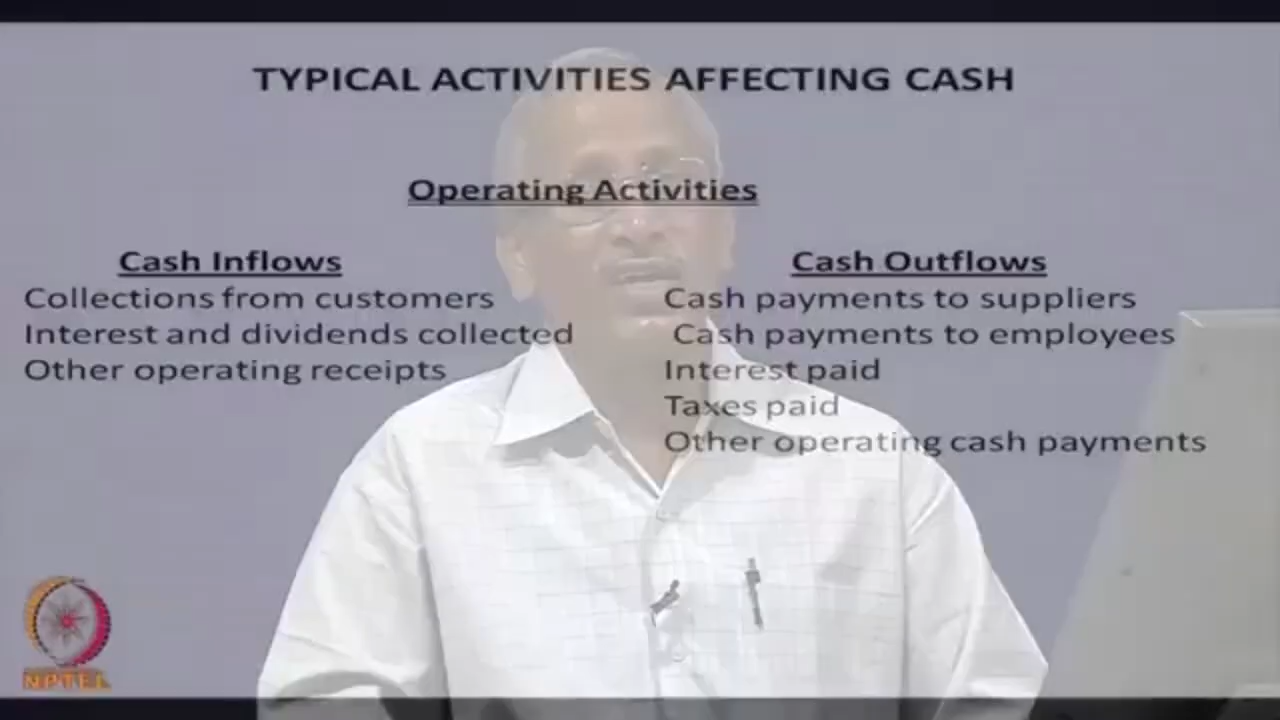 TYPICAL ACTIVITIES AFFECTING CASH
Operating Activities
Cash Inflows
Collections from customers
Interest and dividends collected
Other operating receipts
Cash Outflows
Cash payments to suppliers
Cash payments to employees
Interest paid
Taxes paid
Other operating cash payments
NPTEL